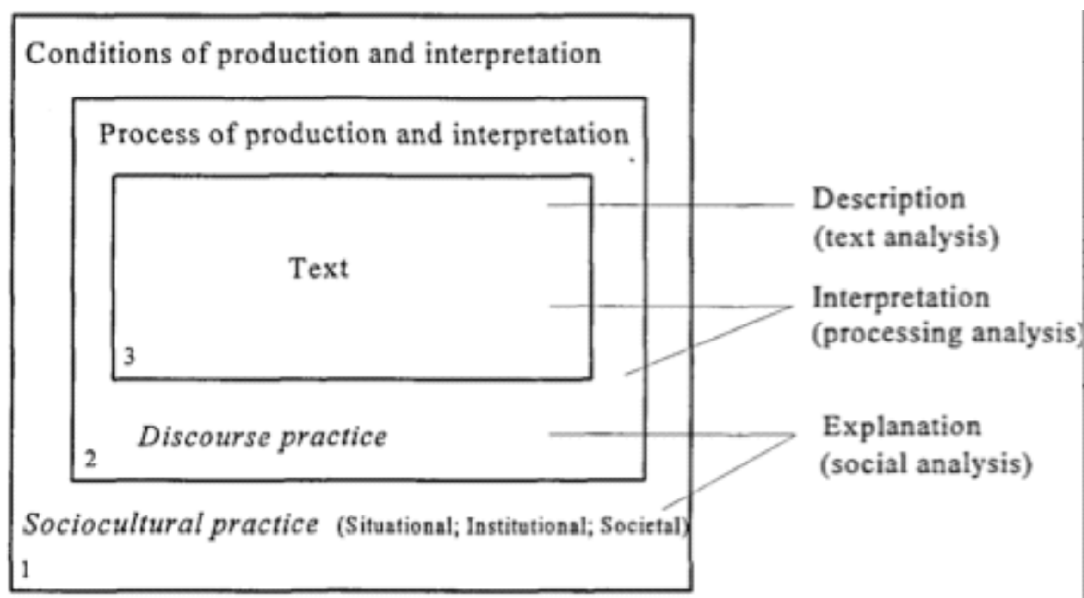 Conditions of production and interpretation
Process of production and interpretation
Text
3
Discourse practice
2
Sociocultural practice (Situational; Institutional; Societal)
1
Description
(text analysis)
Interpretation
(processing analysis)
Explanation
(social analysis)